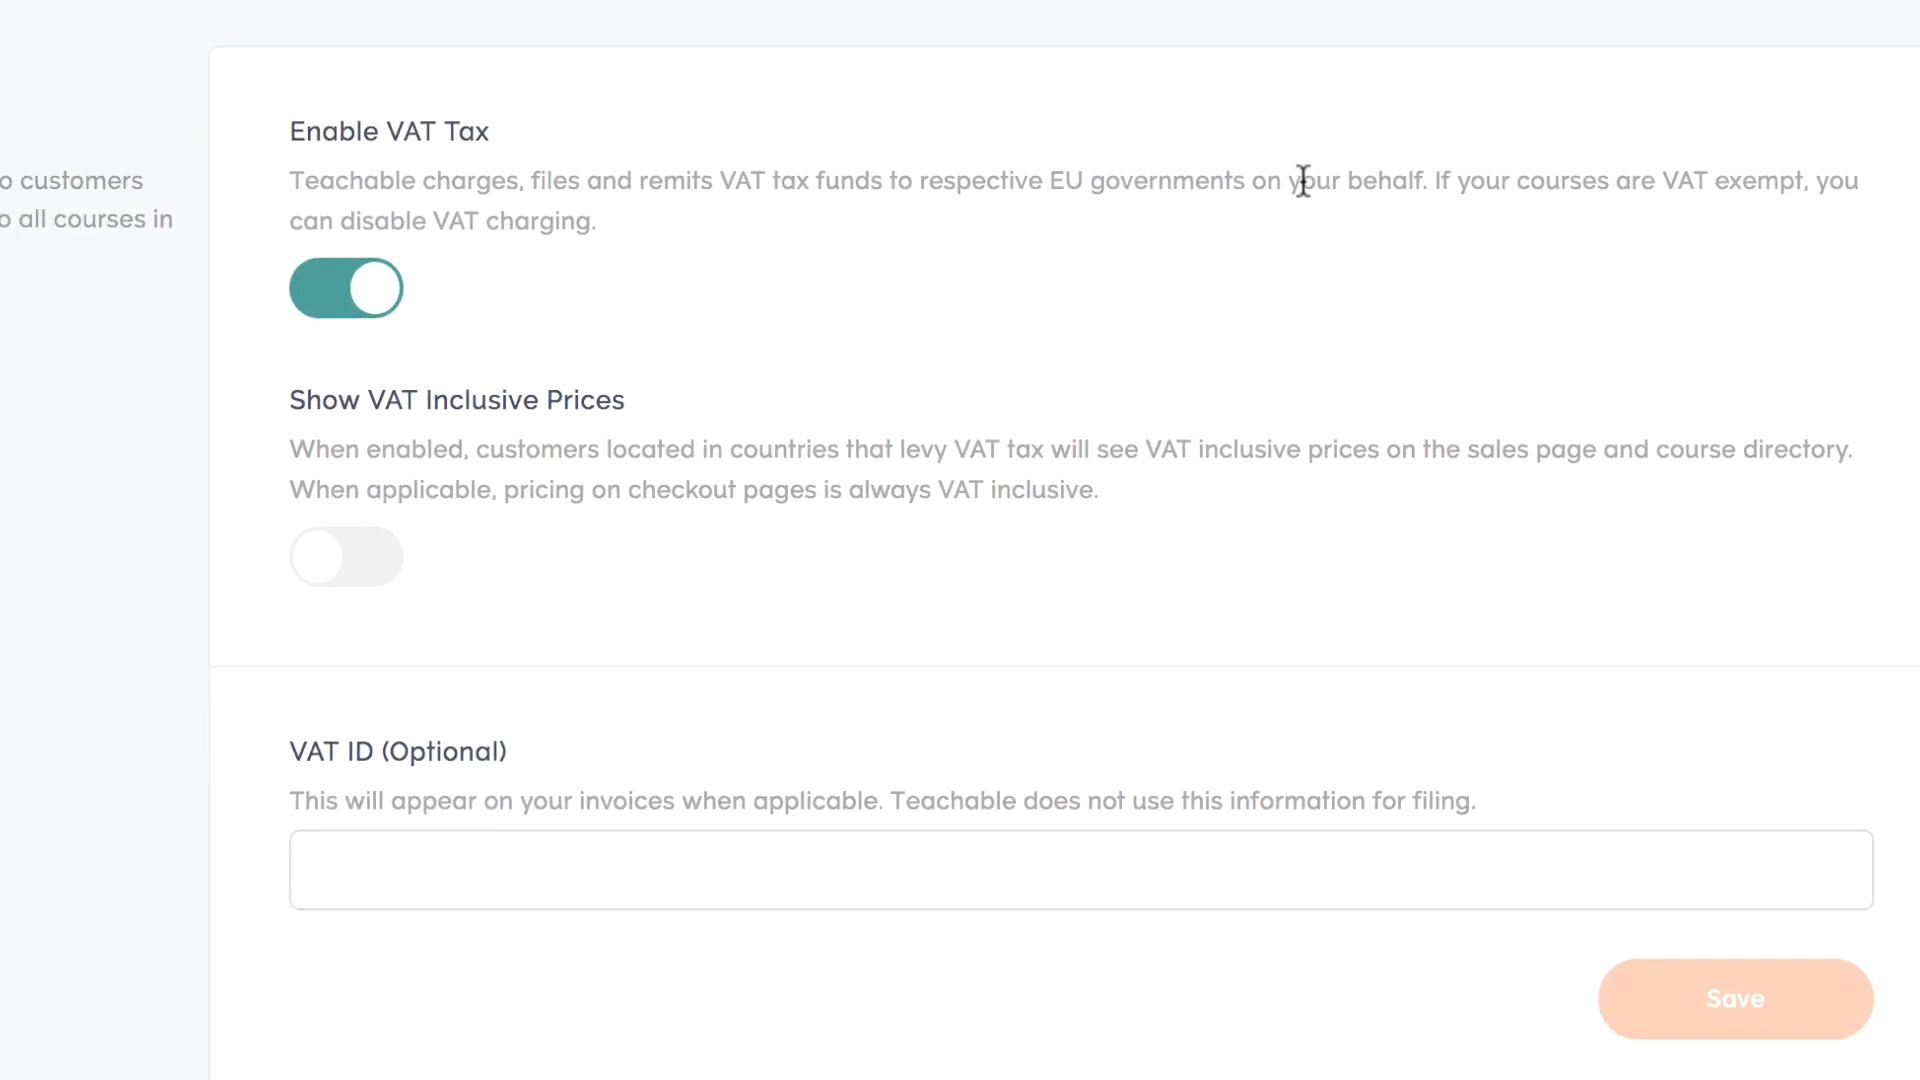 Enable VAT Tax
Teachable charges, files and remits VAT tax funds to respective EU governments on your behalf. If your courses are VAT exempt, you
can disable VAT charging.
o customers
o all courses in
Show VAT Inclusive Prices
When enabled, customers located in countries that levy VAT tax will see VAT inclusive prices on the sales page and course directory.
When applicable, pricing on checkout pages is always VAT inclusive.
VAT ID (Optional)
This will appear on your invoices when applicable. Teachable does not use this information for filing.
Save